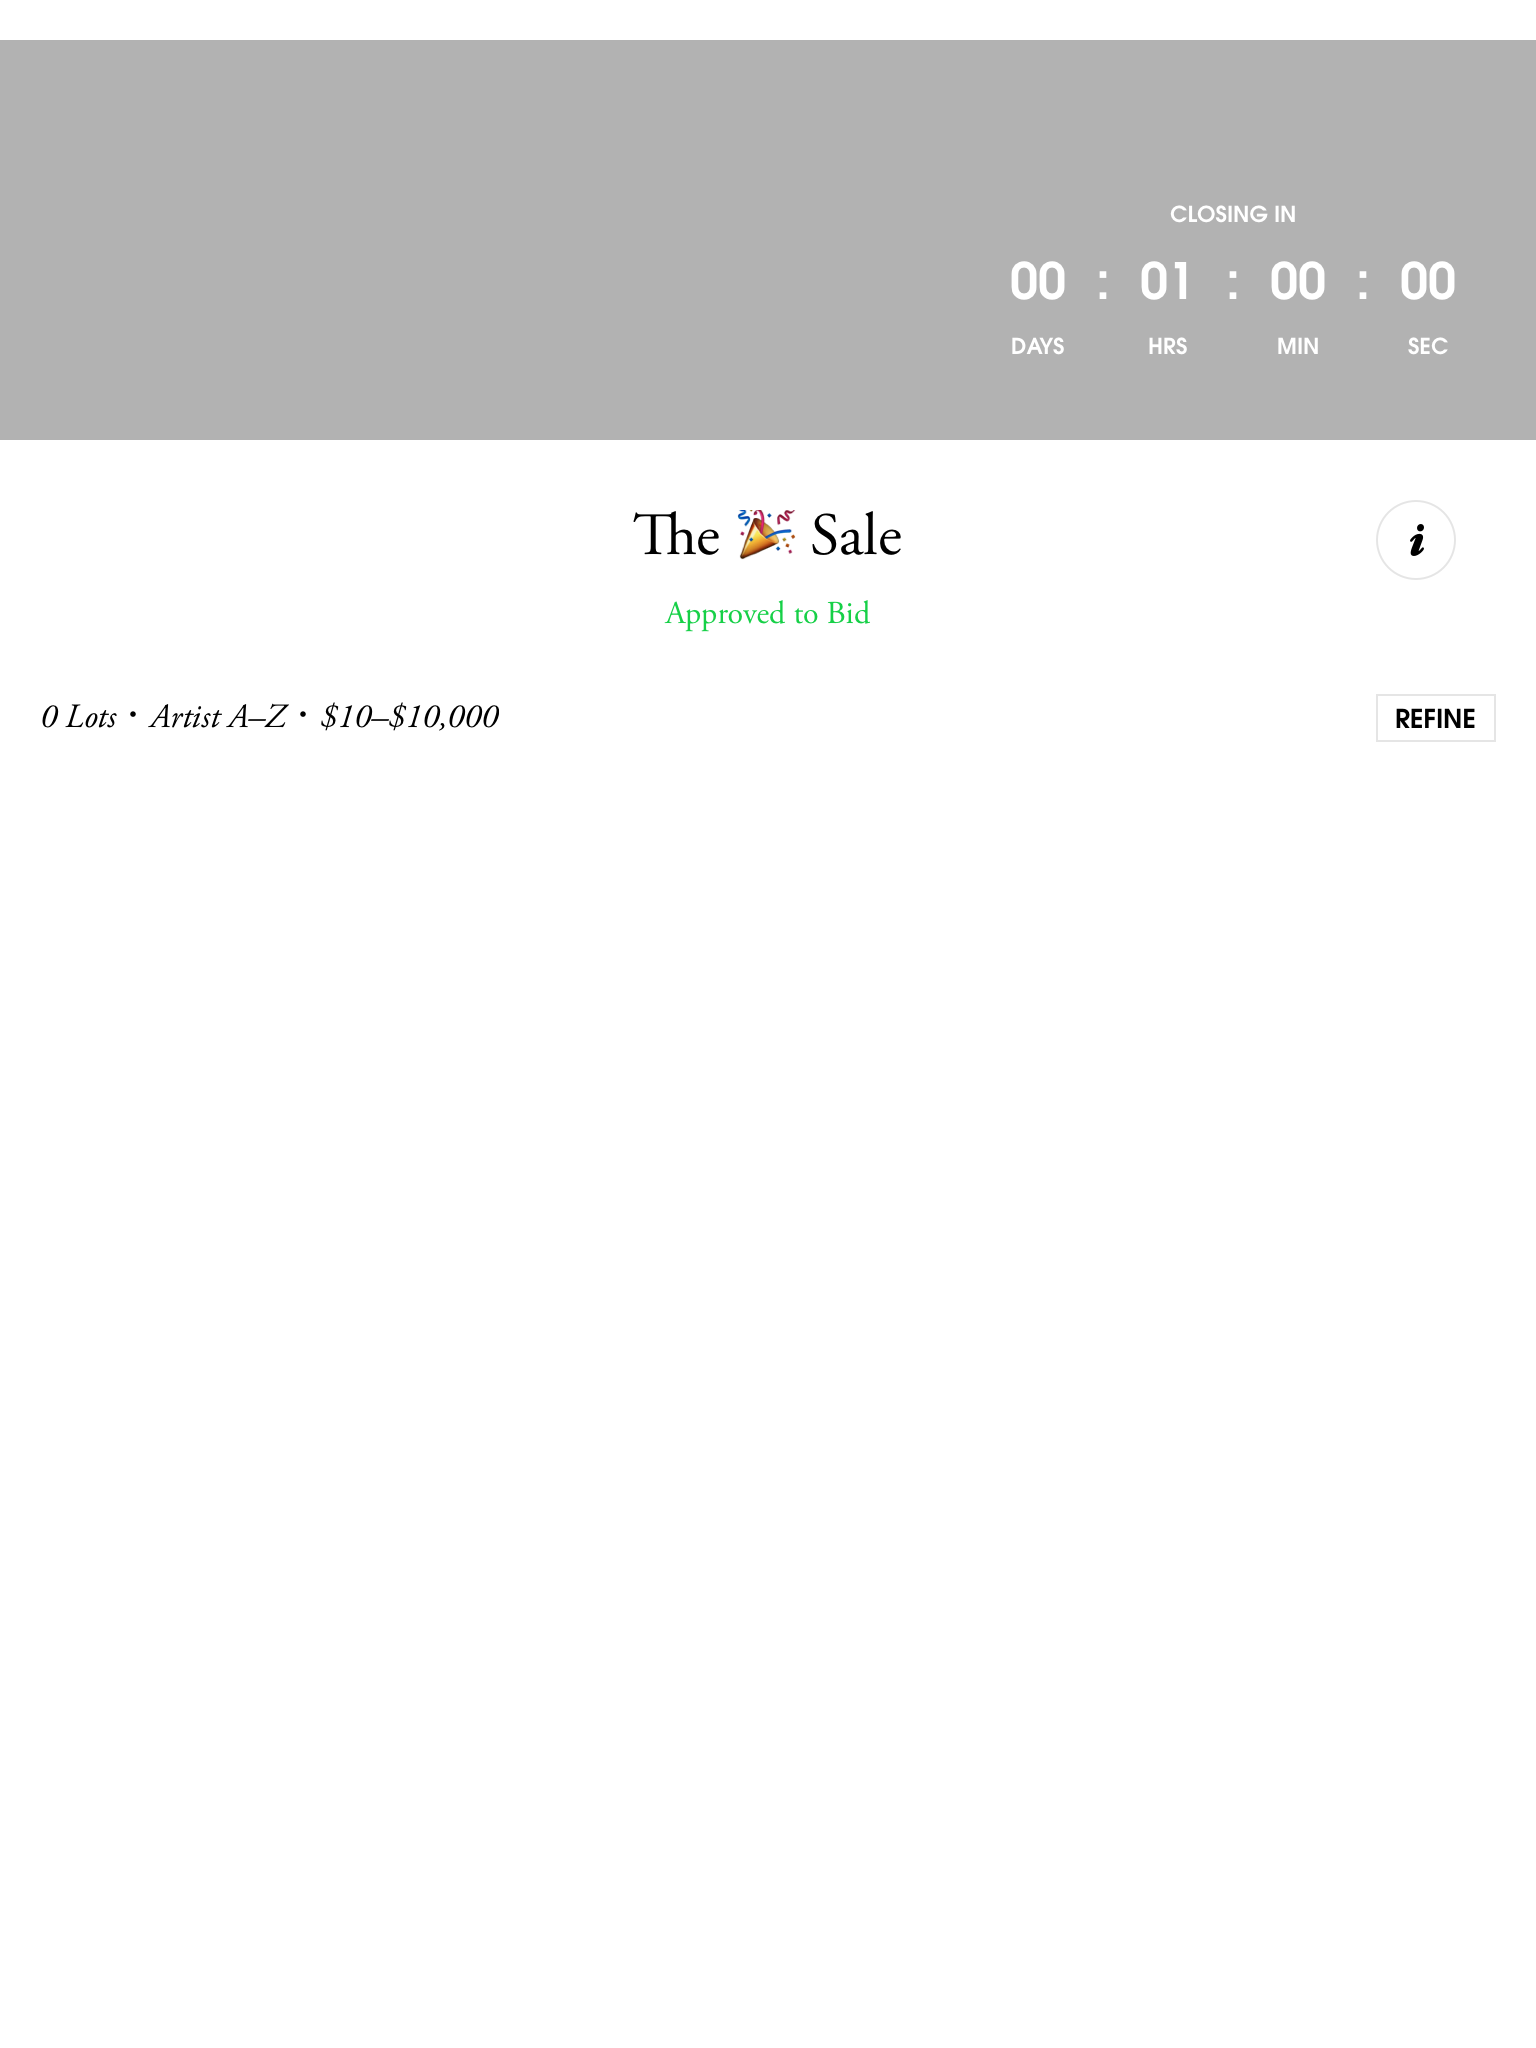 CLOSING IN
00 : 01 : 00 : 00
DAYS HRS MIN SEC
The 🎉 Sale
i
Approved to Bid
0 Lots • Artist A–Z • $10–$10,000
REFINE